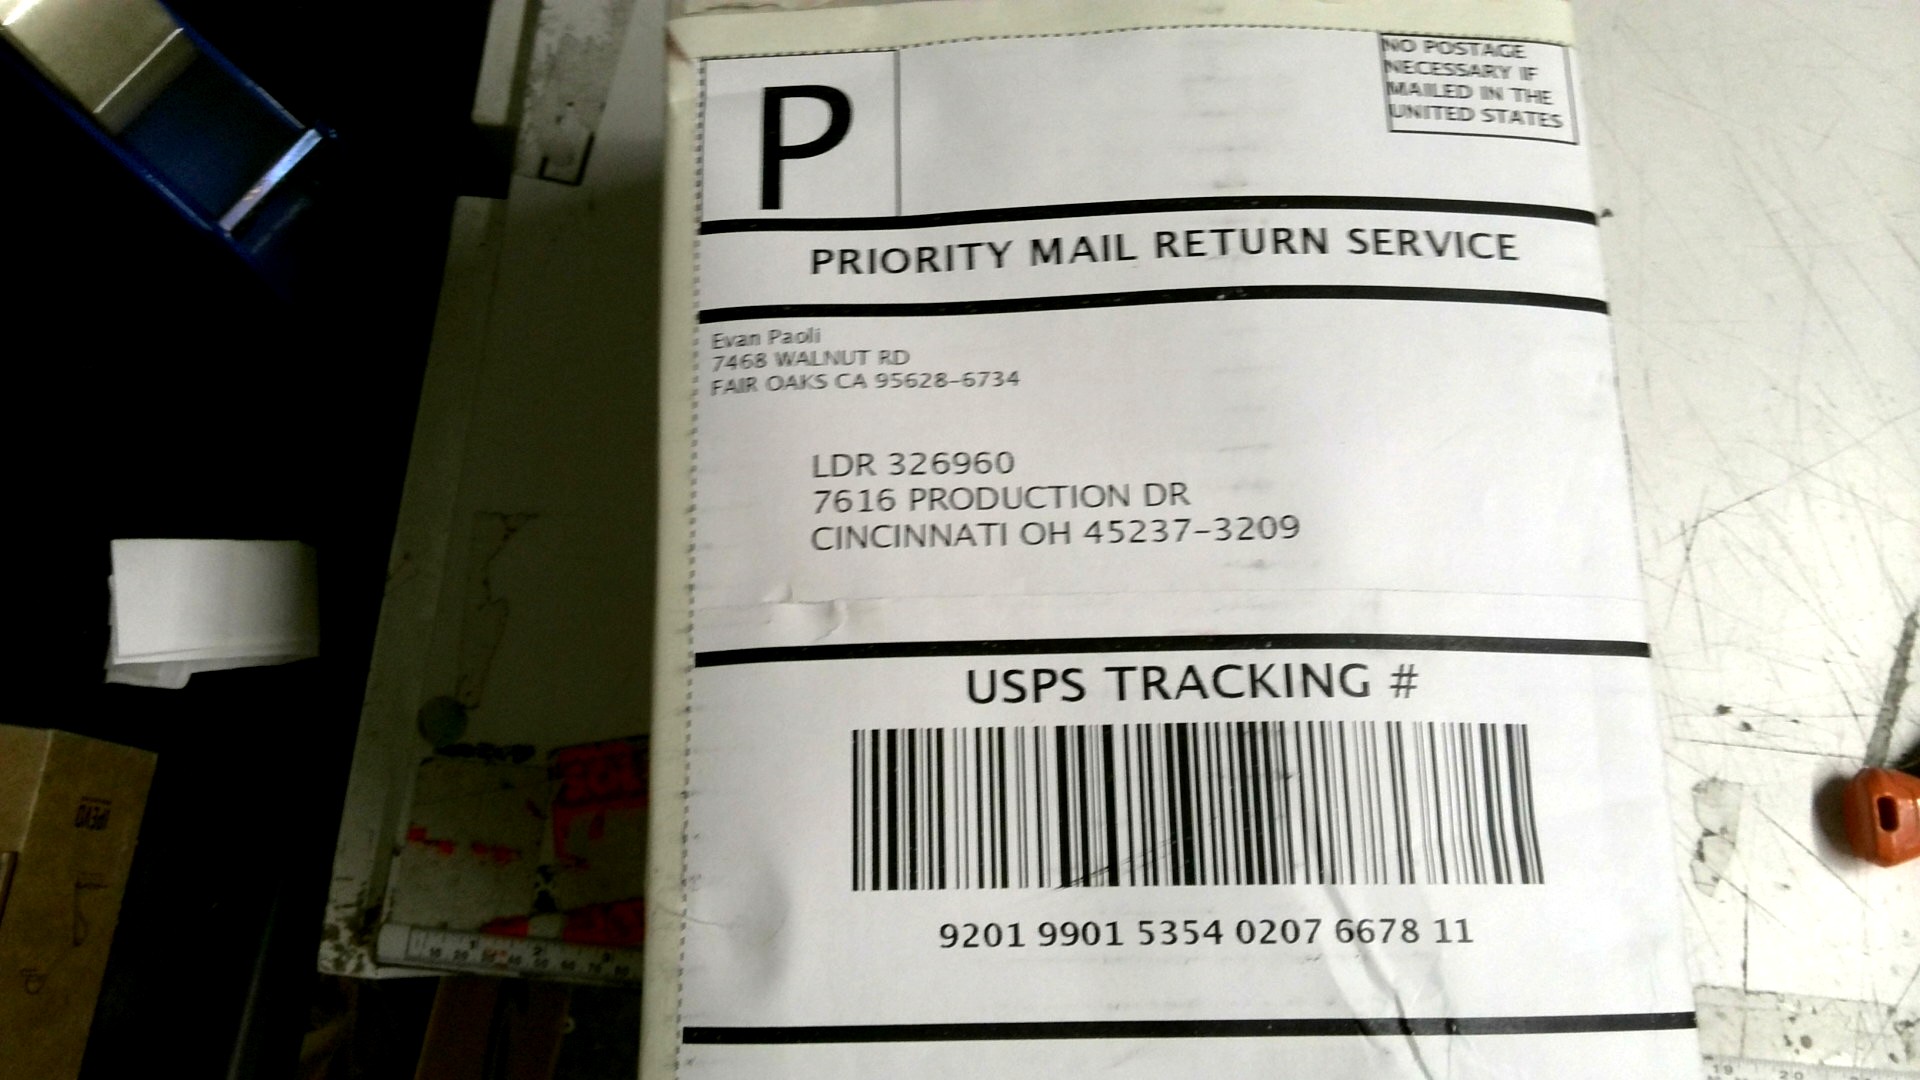 P
NO POSTAGE
NECESSARY IF
MAILED IN THE
UNITED STATES
PRIORITY MAIL RETURN SERVICE
Evan Paoli
7468 WALNUT RD
FAIR OAKS CA 95628-6734
LDR 326960
7616 PRODUCTION DR
CINCINNATI OH 45237-3209
USPS TRACKING #
9201 9901 5354 0207 6678 11